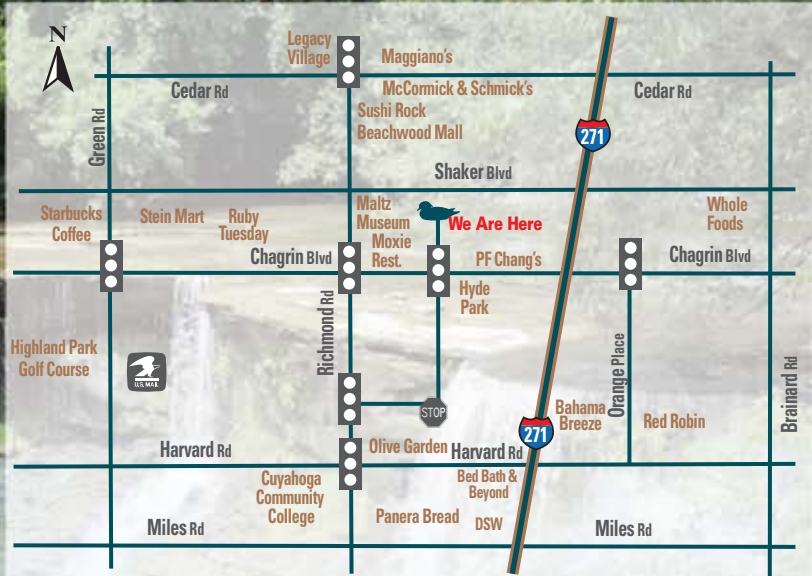 N
Legacy
Village
Maggiano's
Cedar Rd
McCormick & Schmick's
Cedar Rd
Sushi Rock
Beachwood Mall
Green Rd
271
Shaker Blvd
Starbucks
Coffee
Stein Mart
Ruby
Tuesday
Maltz
Museum
Moxie
Rest.
We Are Here
Whole
Foods
Chagrin Blvd
PF Chang's
Chagrin Blvd
Hyde
Park
Highland Park
Golf Course
U.S. MAIL
Richmond Rd
STOP
Orange Place
Brainard Rd
Bahama
Breeze
Red Robin
271
Harvard Rd
Olive Garden
Harvard Rd
Cuyahoga
Community
College
Bed Bath &
Beyond
Panera Bread
DSW
Miles Rd
Miles Rd